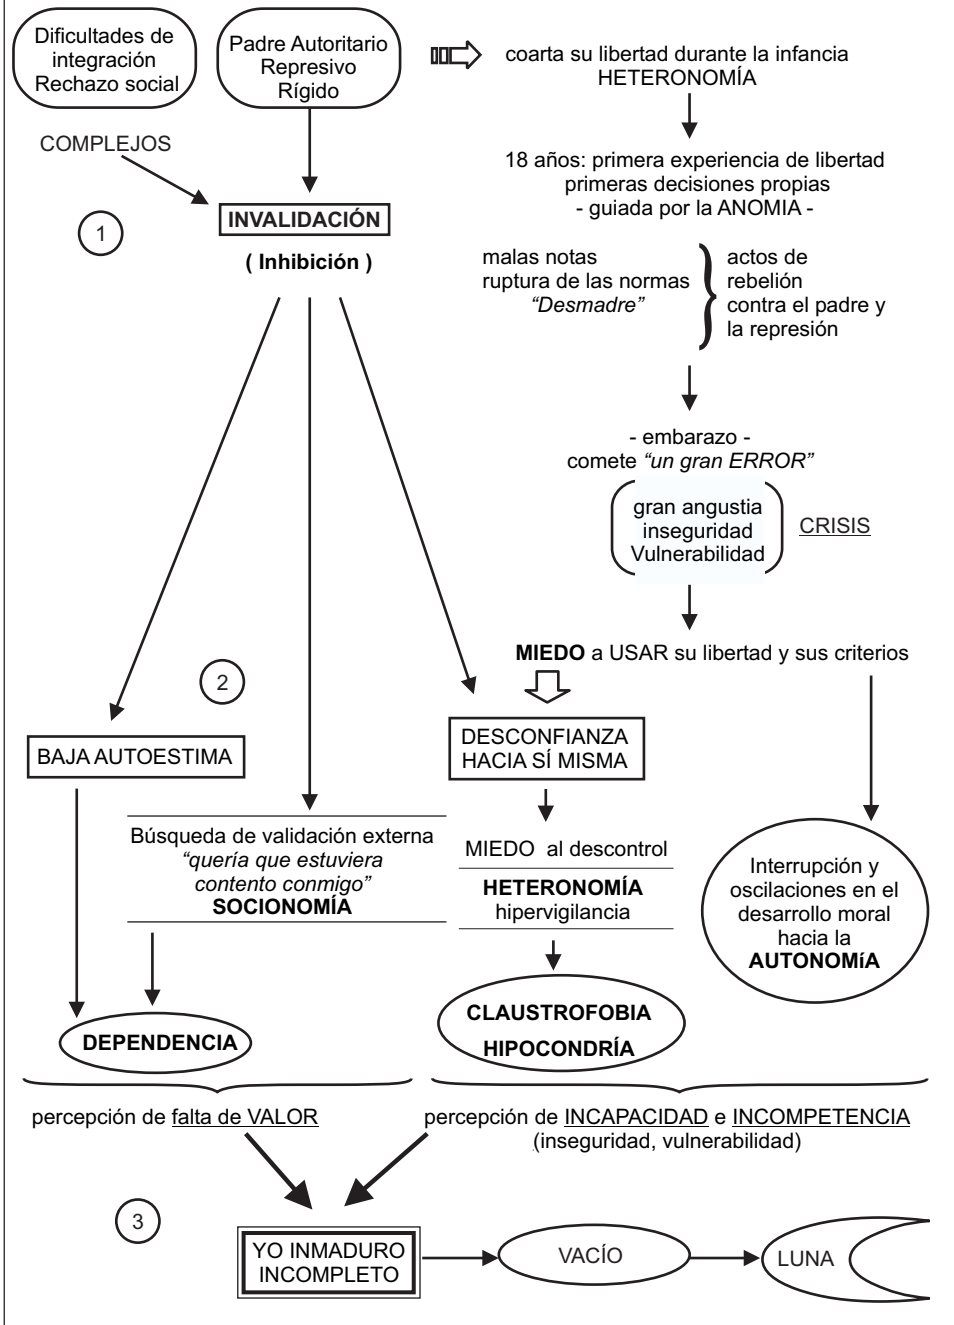 Dificultades de
integración
Rechazo social
Padre Autoritario
Represivo
Rígido
coarta su libertad durante la infancia
HETERONOMÍA
COMPLEJOS
18 años: primera experiencia de libertad
primeras decisiones propias
- guiada por la ANOMIA -
1
INVALIDACIÓN
( Inhibición )
malas notas
ruptura de las normas
“Desmadre”
actos de
rebelión
contra el padre y
la represión
- embarazo -
comete “un gran ERROR”
gran angustia
inseguridad
Vulnerabilidad
CRISIS
MIEDO a USAR su libertad y sus criterios
2
BAJA AUTOESTIMA
DESCONFIANZA
HACIA SÍ MISMA
Búsqueda de validación externa
“quería que estuviera
contento conmigo”
SOCIONOMÍA
MIEDO al descontrol
HETERONOMÍA
hipervigilancia
Interrupción y
oscilaciones en el
desarrollo moral
hacia la
AUTONOMíA
DEPENDENCIA
CLAUSTROFOBIA
HIPOCONDRÍA
percepción de falta de VALOR
percepción de INCAPACIDAD e INCOMPETENCIA
(inseguridad, vulnerabilidad)
3
YO INMADURO
INCOMPLETO
VACÍO
LUNA